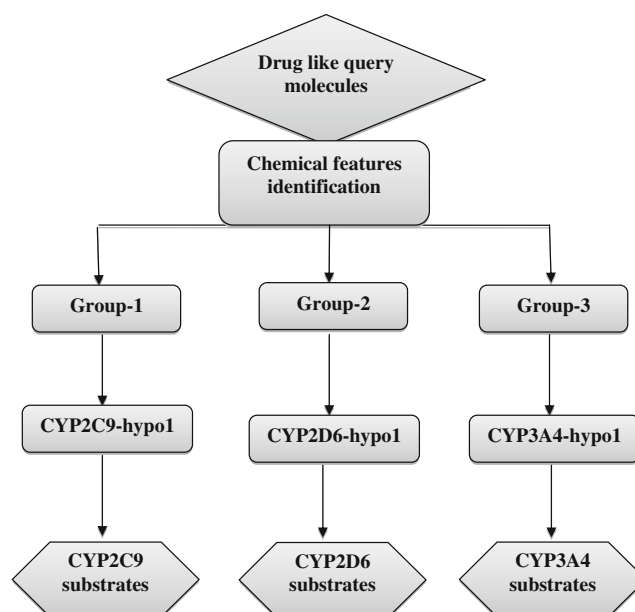 Drug like query
molecules
Chemical features
identification
Group-1
Group-2
Group-3
CYP2C9-hypo1
CYP2D6-hypo1
CYP3A4-hypo1
CYP2C9
substrates
CYP2D6
substrates
CYP3A4
substrates